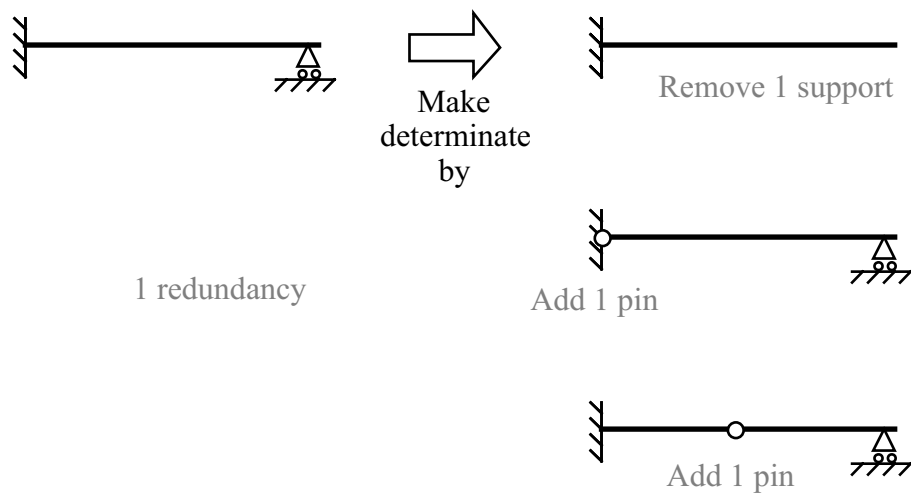 Make
determinate
by
Remove 1 support
1 redundancy
Add 1 pin
Add 1 pin